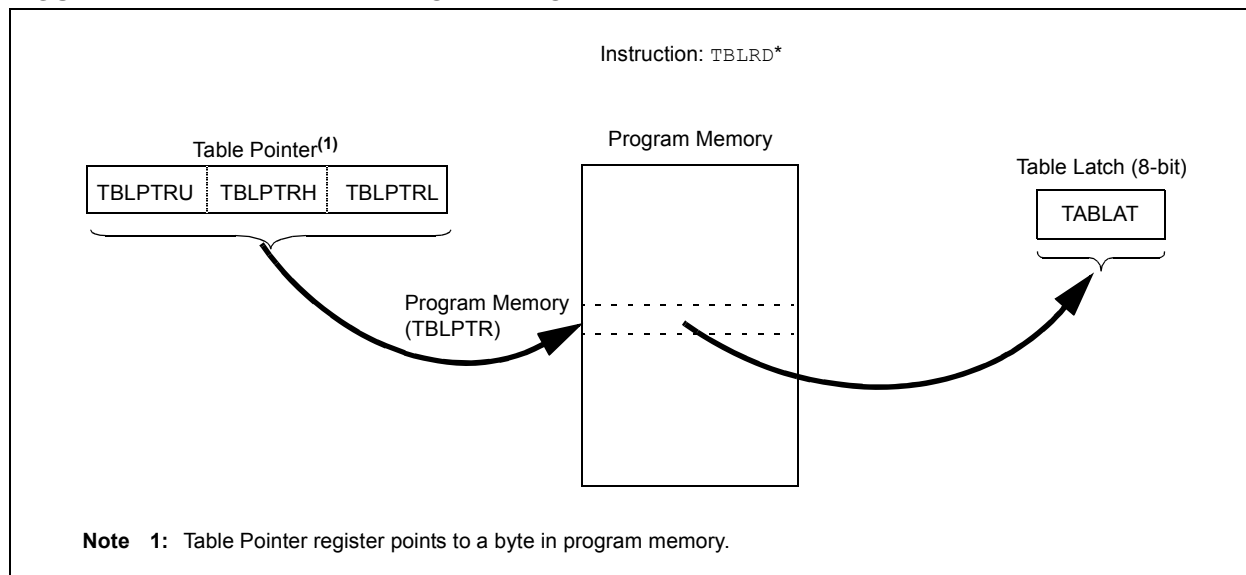 Instruction: TBLRD*
Table Pointer(1)
TBLPTRU TBLPTRH TBLPTRL
Program Memory
Table Latch (8-bit)
TABLAT
Program Memory
(TBLPTR)
Note 1: Table Pointer register points to a byte in program memory.